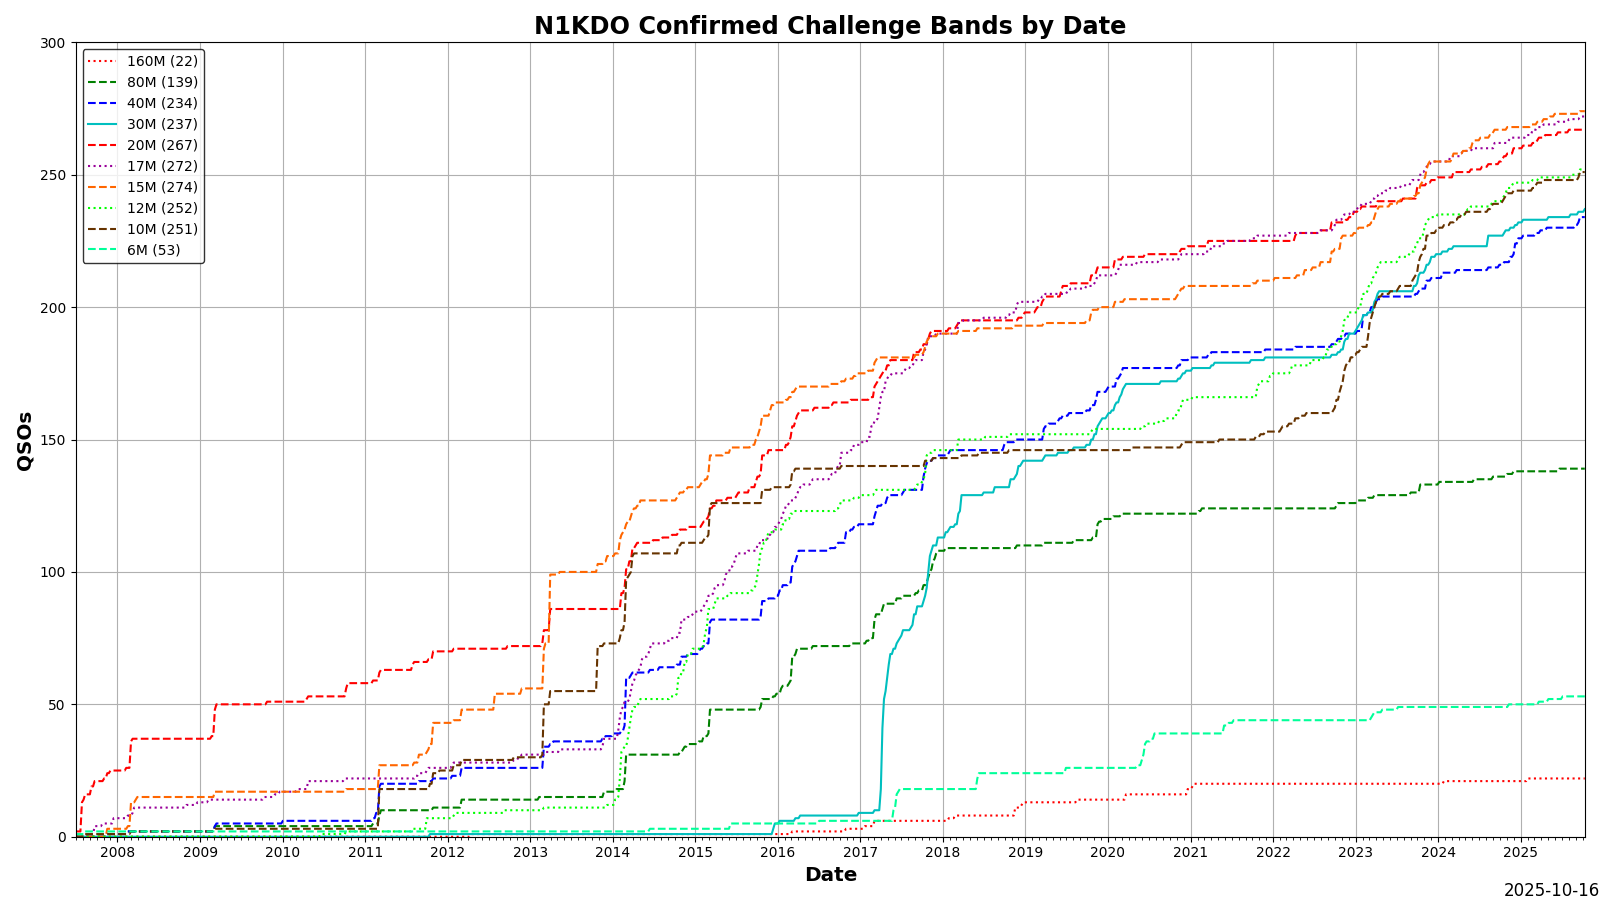 N1KDO Confirmed Challenge Bands by Date
300
250
200
150
100
50
0
QSOs
160M (22)
80M (139)
40M (234)
30M (237)
20M (267)
17M (272)
15M (274)
12M (252)
10M (251)
6M (53)
2008 2009 2010 2011 2012 2013 2014 2015 2016 2017 2018 2019 2020 2021 2022 2023 2024 2025
Date
2025-10-16